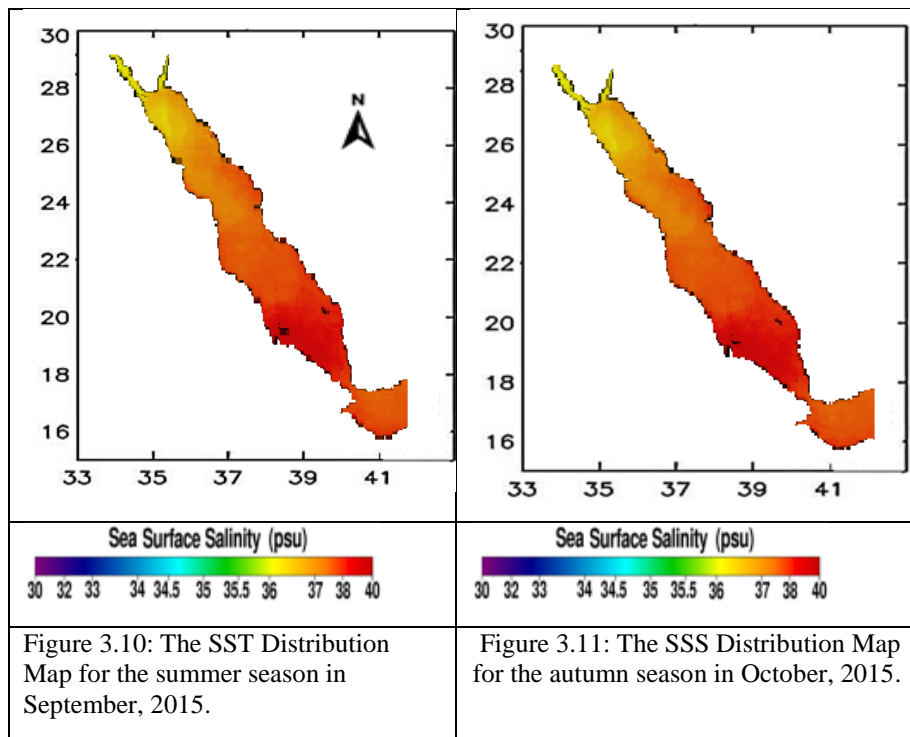 30
28
26
24
22
20
18
16
33 35 37 39 41
N
30
28
26
24
22
20
18
16
33 35 37 39 41
Sea Surface Salinity (psu)
30 32 33 34 34.5 35 35.5 36 37 38 40
Sea Surface Salinity (psu)
30 32 33 34 34.5 35 35.5 36 37 38 40
Figure 3.10: The SST Distribution
Map for the summer season in
September, 2015.
Figure 3.11: The SSS Distribution Map
for the autumn season in October, 2015.